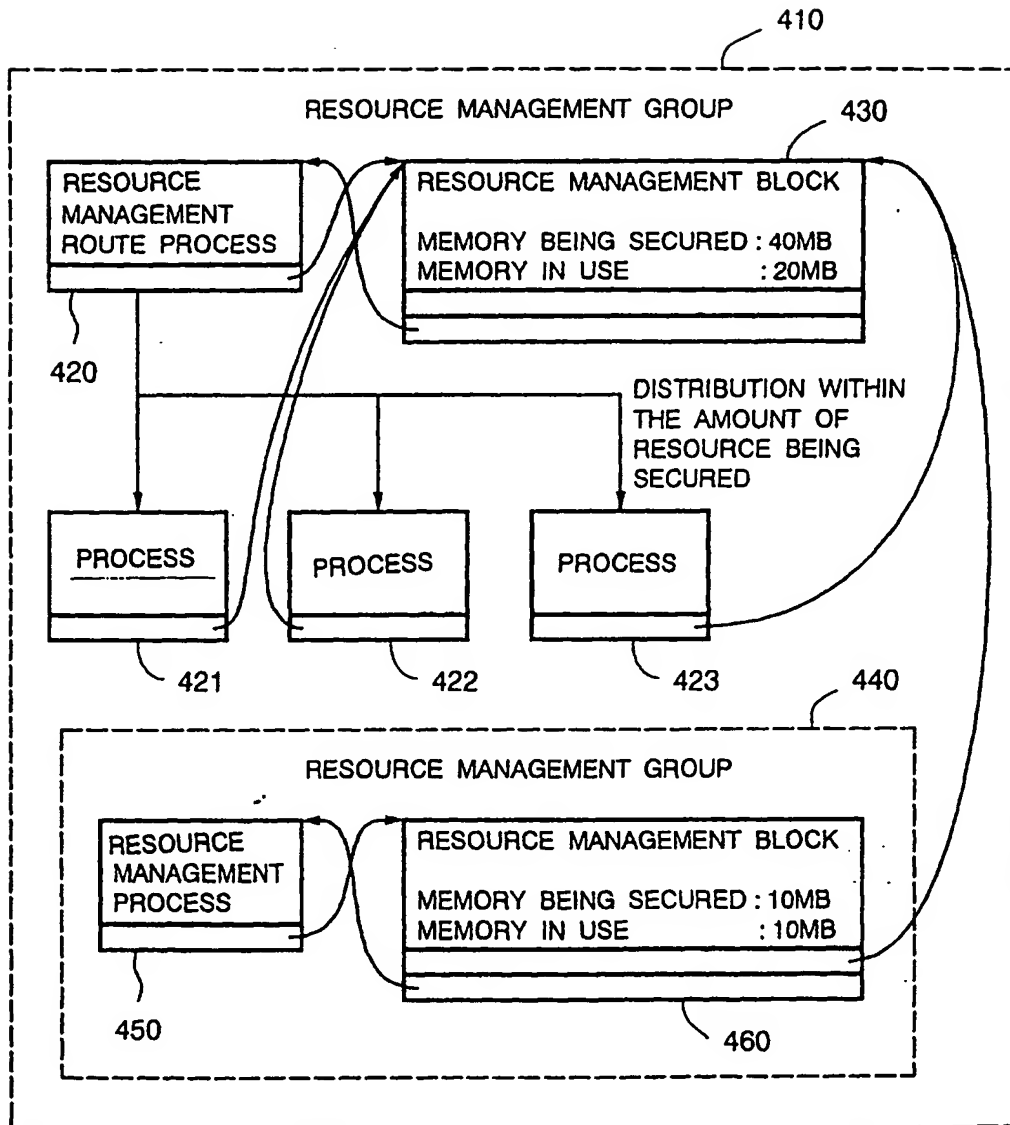 410
RESOURCE MANAGEMENT GROUP
430
RESOURCE
MANAGEMENT
ROUTE PROCESS
RESOURCE MANAGEMENT BLOCK
MEMORY BEING SECURED : 40MB
MEMORY IN USE : 20MB
420
DISTRIBUTION WITHIN
THE AMOUNT OF
RESOURCE BEING
SECURED
PROCESS
PROCESS
PROCESS
421
422
423
440
RESOURCE MANAGEMENT GROUP
RESOURCE
MANAGEMENT
PROCESS
RESOURCE MANAGEMENT BLOCK
MEMORY BEING SECURED : 10MB
MEMORY IN USE : 10MB
450
460